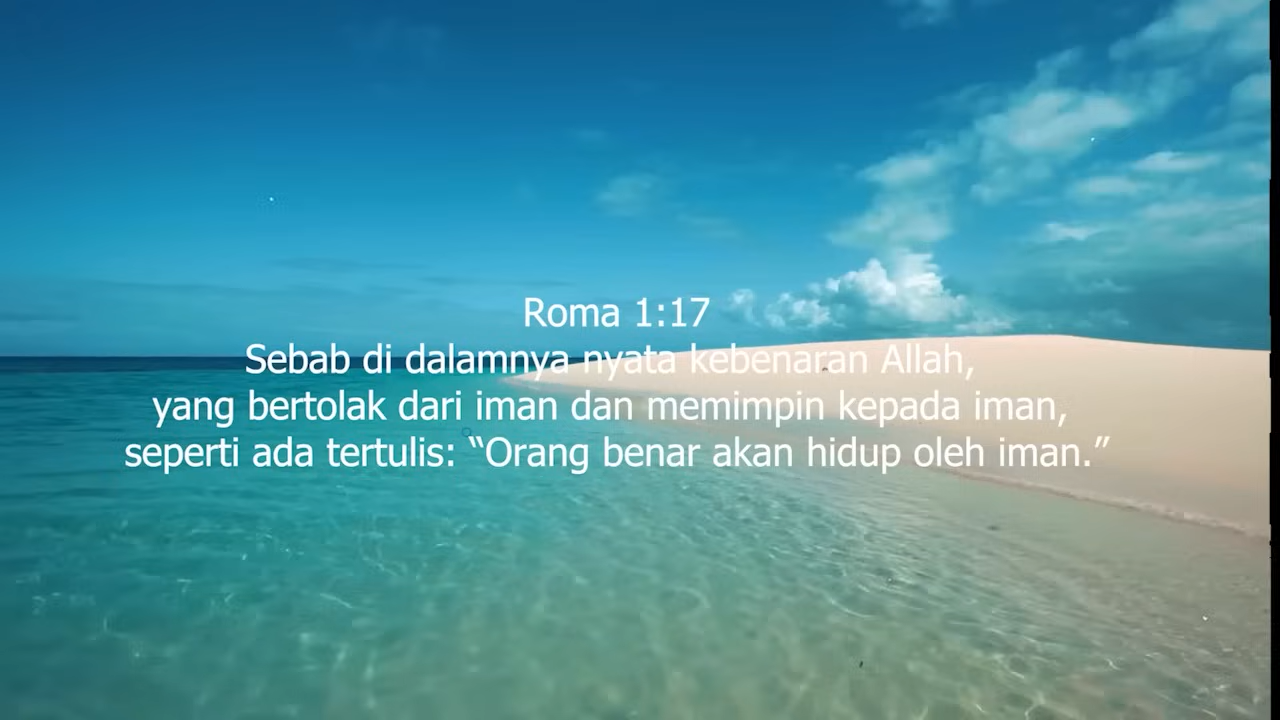 Roma 1:17
Sebab di dalamnya nyata kebenaran Allah,
yang bertolak dari iman dan memimpin kepada iman,
seperti ada tertulis: “Orang benar akan hidup oleh iman.”